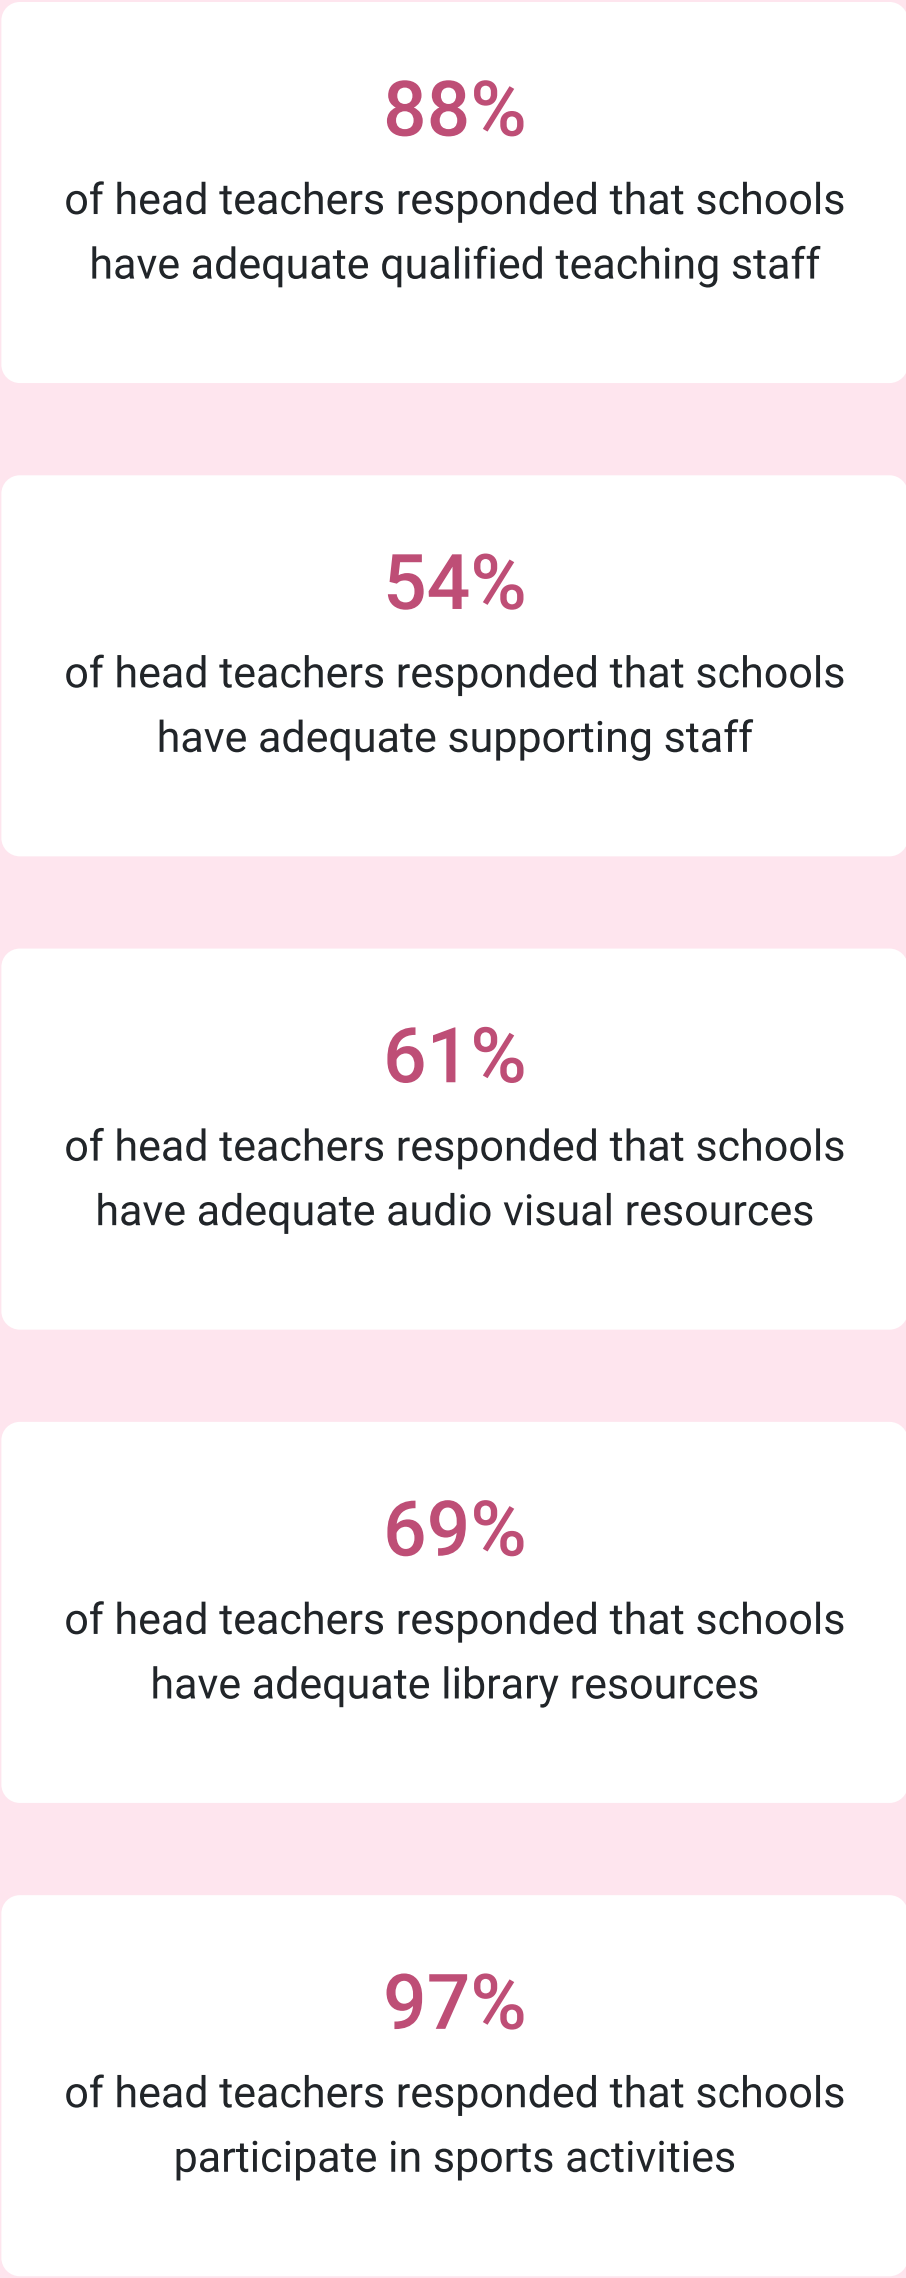 88%
of head teachers responded that schools
have adequate qualified teaching staff
54%
of head teachers responded that schools
have adequate supporting staff
61%
of head teachers responded that schools
have adequate audio visual resources
69%
of head teachers responded that schools
have adequate library resources
97%
of head teachers responded that schools
participate in sports activities